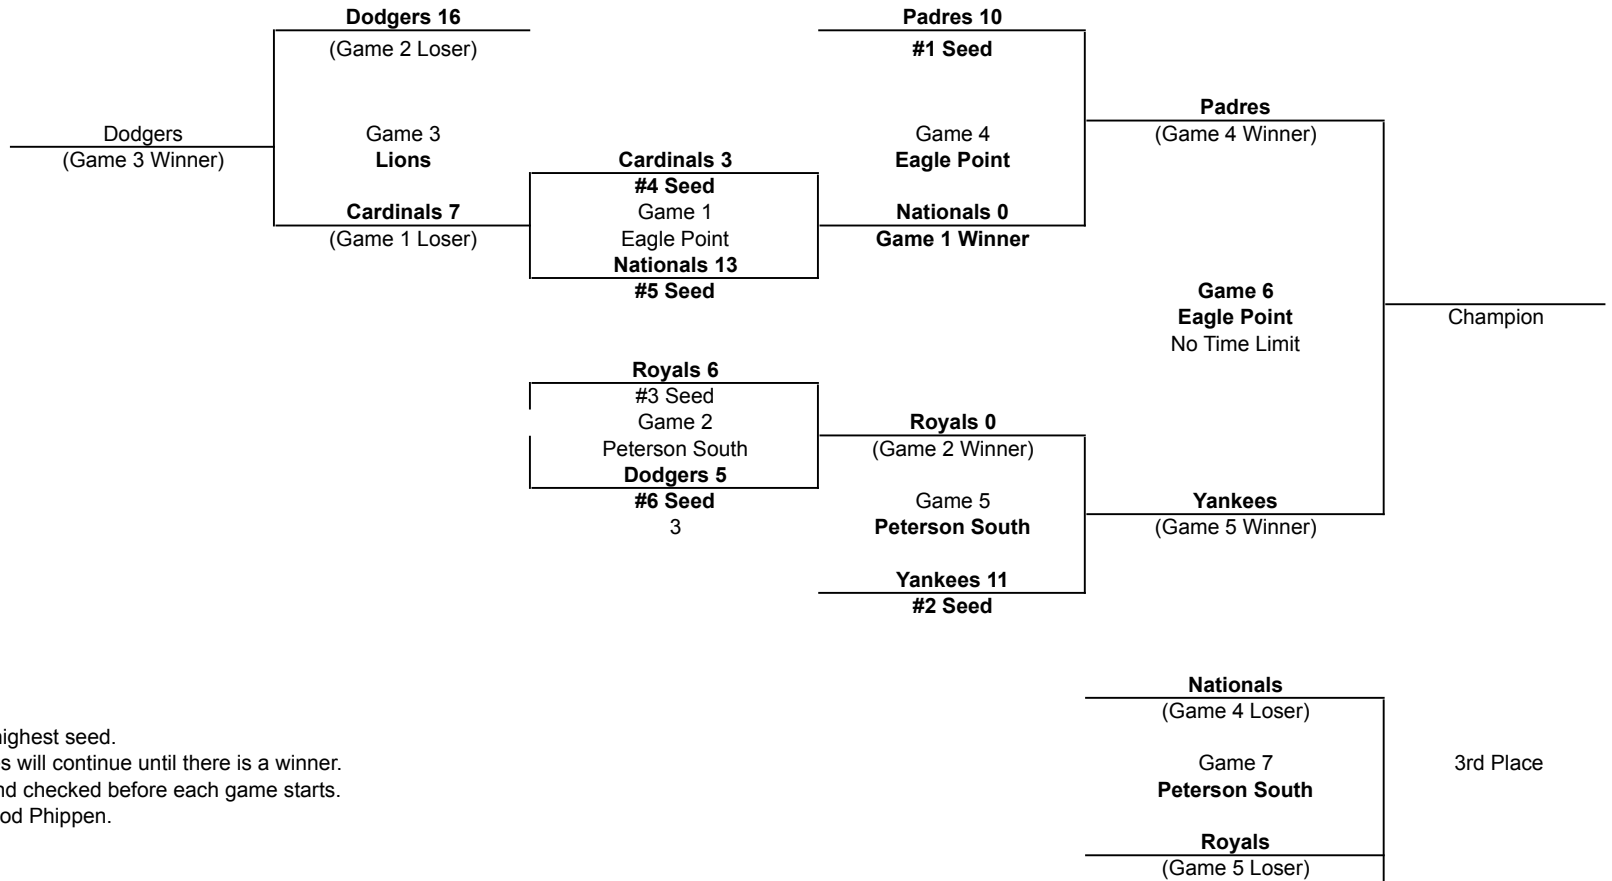 Dodgers 16
(Game 2 Loser)
Dodgers
(Game 3 Winner)
Game 3
Lions
Cardinals 7
(Game 1 Loser)
Cardinals 3
#4 Seed
Game 1
Eagle Point
Nationals 13
#5 Seed
Royals 6
#3 Seed
Game 2
Peterson South
Dodgers 5
#6 Seed
3
Padres 10
#1 Seed
Game 4
Eagle Point
Nationals 0
Game 1 Winner
Royals 0
(Game 2 Winner)
Game 5
Peterson South
Yankees 11
#2 Seed
Padres
(Game 4 Winner)
Game 6
Eagle Point
No Time Limit
Yankees
(Game 5 Winner)
Champion
Nationals
(Game 4 Loser)
Game 7
Peterson South
Royals
(Game 5 Loser)
3rd Place
highest seed.
s will continue until there is a winner.
nd checked before each game starts.
od Phippen.